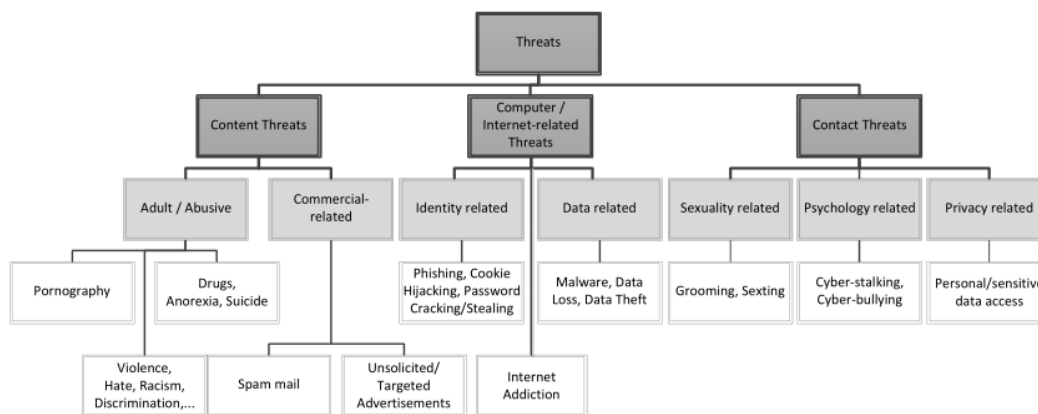 Threats
Content Threats
Computer /
Internet-related
Threats
Contact Threats
Adult / Abusive
Commercial-
related
Identity related
Data related
Sexuality related
Psychology related
Privacy related
Pornography
Drugs,
Anorexia, Suicide
Phishing, Cookie
Hijacking, Password
Cracking/Stealing
Malware, Data
Loss, Data Theft
Grooming, Sexting
Cyber-stalking,
Cyber-bullying
Personal/sensitive
data access
Violence,
Hate, Racism,
Discrimination,...
Spam mail
Unsolicited/
Targeted
Advertisements
Internet
Addiction